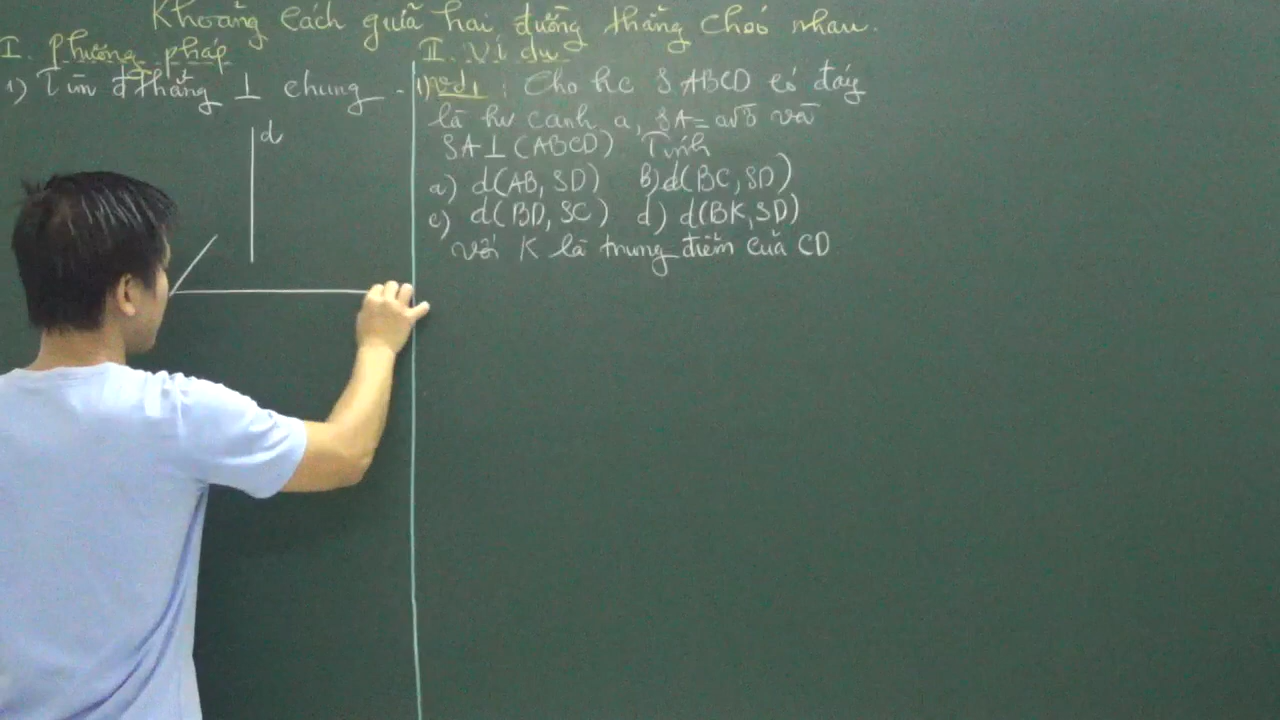 Khoảng cách giữa hai đường thẳng chéo nhau.
I. Phương pháp
1) Tìm đ thẳng ⊥ chung
d
II. Ví dụ
1) vd1: Cho hc SABCD có đáy
là hv cạnh a, SA = a√3 và
SA⊥(ABCD) Tính
a) d(AB, SD) b) d(BC, SD)
c) d(BD, SC) d) d(BK, SD)
với K là trung điểm của CD